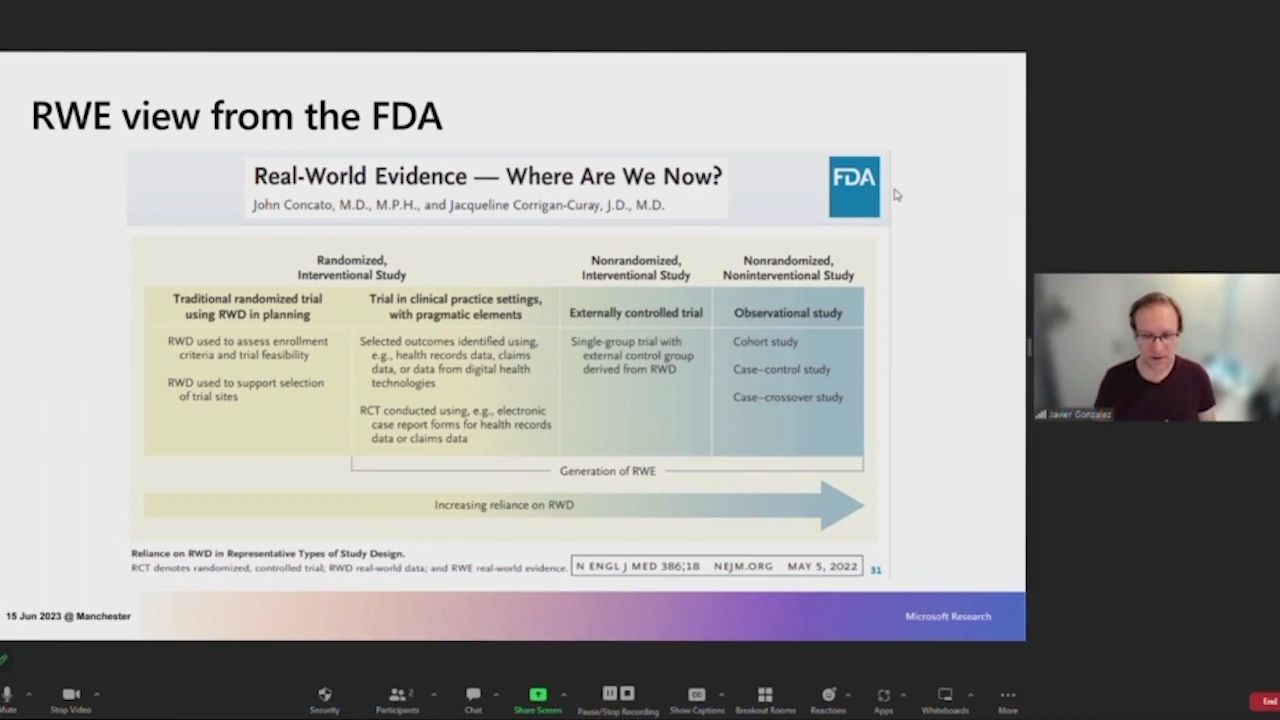 RWE view from the FDA
Real-World Evidence — Where Are We Now?
John Concato, M.D., M.P.H., and Jacqueline Corrigan-Curay, J.D., M.D.
FDA
Randomized,
Interventional Study
Nonrandomized,
Interventional Study
Nonrandomized,
Noninterventional Study
Traditional randomized trial
using RWD in planning
Trial in clinical practice settings,
with pragmatic elements
Externally controlled trial
Observational study
RWD used to assess enrollment
criteria and trial feasibility
RWD used to support selection
of trial sites
Selected outcomes identified using,
e.g., health records data, claims
data, or data from digital health
technologies
RCT conducted using, e.g., electronic
case report forms for health records
data or claims data
Single-group trial with
external control group
derived from RWD
Cohort study
Case–control study
Case–crossover study
Generation of RWE
Increasing reliance on RWD
Reliance on RWD in Representative Types of Study Design.
RCT denotes randomized, controlled trial; RWD real-world data; and RWE real-world evidence.
N ENGL J MED 386;18 NEJM.ORG MAY 5, 2022
31
15 Jun 2023 @ Manchester
Microsoft Research
Javier Gonzalez
Mute
Stop Video
Security
Participants
2
Chat
Share Screen
Pause/Stop Recording
CC
Show Captions
Breakout Rooms
Reactions
Apps
Whiteboards
More
End